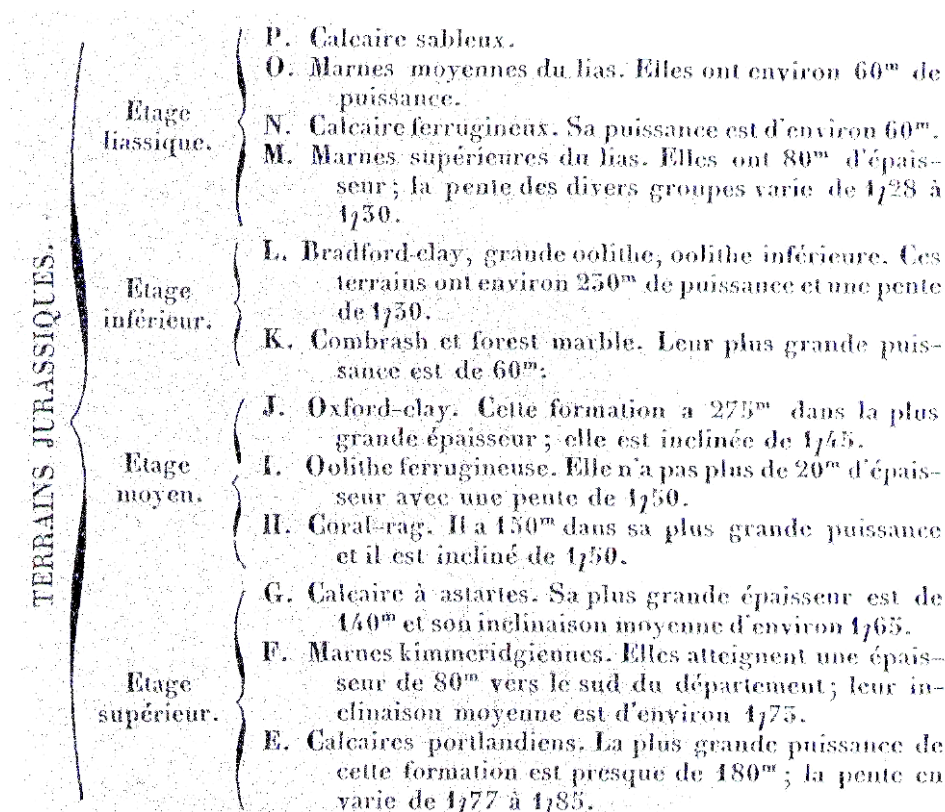 TERRAINS JURASSIQUES.
Etage
liassique.
P. Calcaire sableux.
O. Marnes moyennes du lias. Elles ont environ 60m de
puissance.
N. Calcaire ferrugineux. Sa puissance est d'environ 60m.
M. Marnes supérieures du lias. Elles ont 80m d'épais-
seur; la pente des divers groupes varie de 1/28 à
1/30.
Etage
inférieur.
L. Bradford-clay, grande oolithe, oolithe inférieure. Ces
terrains ont environ 250m de puissance et une pente
de 1/50.
K. Combrash et forest marble. Leur plus grande puis-
sance est de 60m:
Etage
moyen.
J. Oxford-clay. Cette formation a 275m dans la plus
grande épaisseur; elle est inclinée de 1/45.
I. Oolithe ferrugineuse. Elle n'a pas plus de 20m d'épais-
seur avec une pente de 1/50.
H. Coral-rag. Il a 150m dans sa plus grande puissance
et il est incliné de 1/50.
Etage
supérieur.
G. Calcaire à astartes. Sa plus grande épaisseur est de
140m et son inclinaison moyenne d'environ 1/65.
F. Marnes kimmeridgiennes. Elles atteignent une épais-
seur de 80m vers le sud du département; leur in-
clinaison moyenne est d'environ 1/75.
E. Calcaires portlandiens. La plus grande puissance de
cette formation est presque de 180m; la pente en
varie de 1/77 à 1/85.